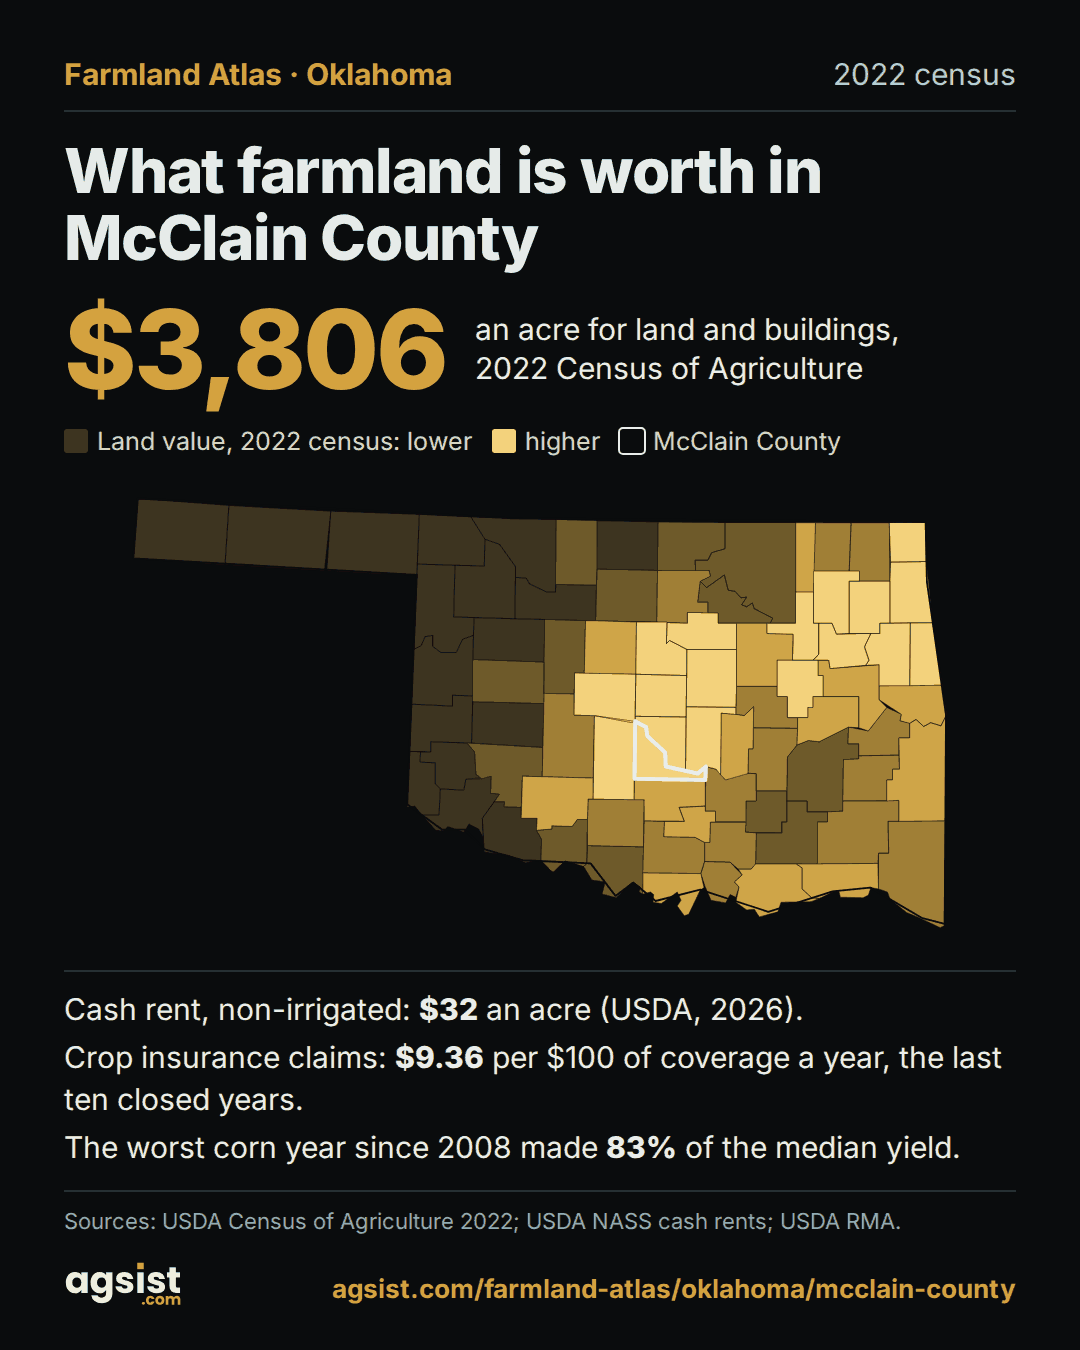 Farmland Atlas · Oklahoma
2022 census
What farmland is worth in
McClain County
$3,806
an acre for land and buildings,
2022 Census of Agriculture
Land value, 2022 census: lower
higher
McClain County
Cash rent, non-irrigated: $32 an acre (USDA, 2026).
Crop insurance claims: $9.36 per $100 of coverage a year, the last
ten closed years.
The worst corn year since 2008 made 83% of the median yield.
Sources: USDA Census of Agriculture 2022; USDA NASS cash rents; USDA RMA.
agsist
.com
agsist.com/farmland-atlas/oklahoma/mcclain-county